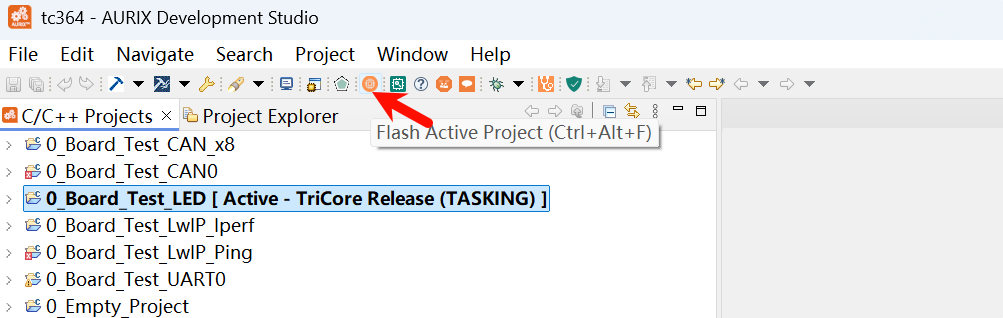 tc364 - AURIX Development Studio
File Edit Navigate Search Project Window Help
C/C++ Projects Project Explorer
Flash Active Project (Ctrl+Alt+F)
0_Board_Test_CAN_x8
0_Board_Test_CAN0
0_Board_Test_LED [ Active - TriCore Release (TASKING) ]
0_Board_Test_LwIP_Iperf
0_Board_Test_LwIP_Ping
0_Board_Test_UART0
0_Empty_Project